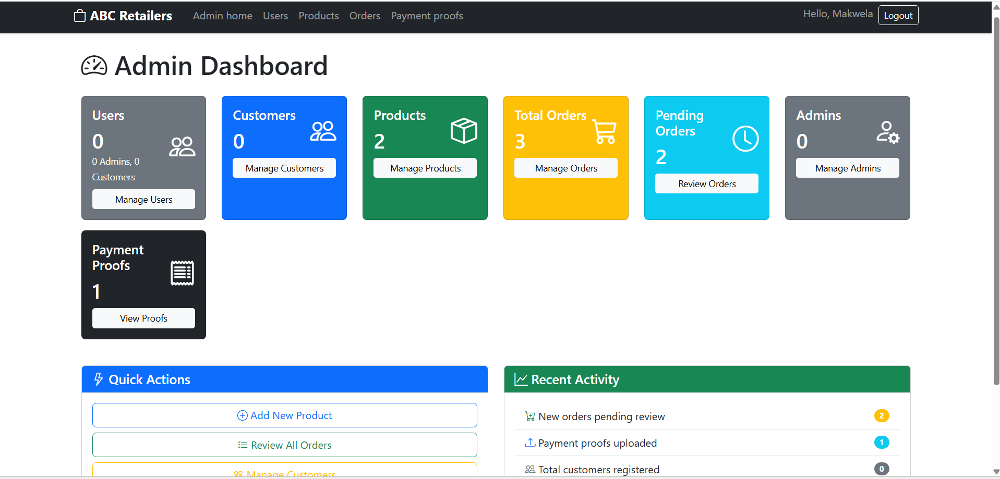 ABC Retailers Admin home Users Products Orders Payment proofs Hello, Makwela Logout
Admin Dashboard
Users
0
0 Admins, 0
Customers
Manage Users
Customers
0
Manage Customers
Products
2
Manage Products
Total Orders
3
Manage Orders
Pending
Orders
2
Review Orders
Admins
0
Manage Admins
Payment
Proofs
1
View Proofs
Quick Actions
Add New Product
Review All Orders
Manage Customers
Recent Activity
New orders pending review 2
Payment proofs uploaded 1
Total customers registered 0